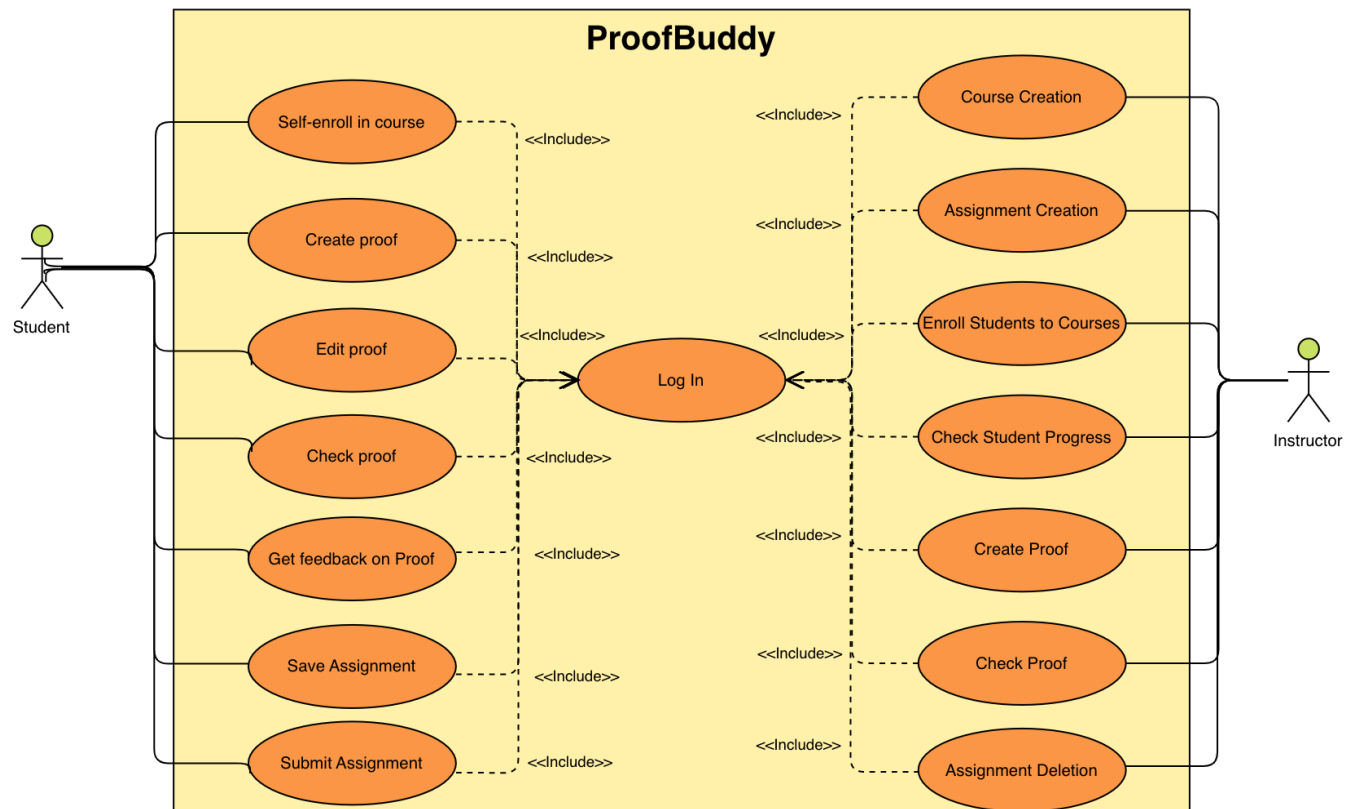 ProofBuddy
Self-enroll in course
<<Include>>
<<Include>>
Course Creation
Create proof
<<Include>>
<<Include>>
Assignment Creation
Edit proof
<<Include>>
<<Include>>
Enroll Students to Courses
Student
Log In
Check proof
<<Include>>
<<Include>>
Check Student Progress
Instructor
Get feedback on Proof
<<Include>>
<<Include>>
Create Proof
Save Assignment
<<Include>>
<<Include>>
Check Proof
Submit Assignment
<<Include>>
<<Include>>
Assignment Deletion